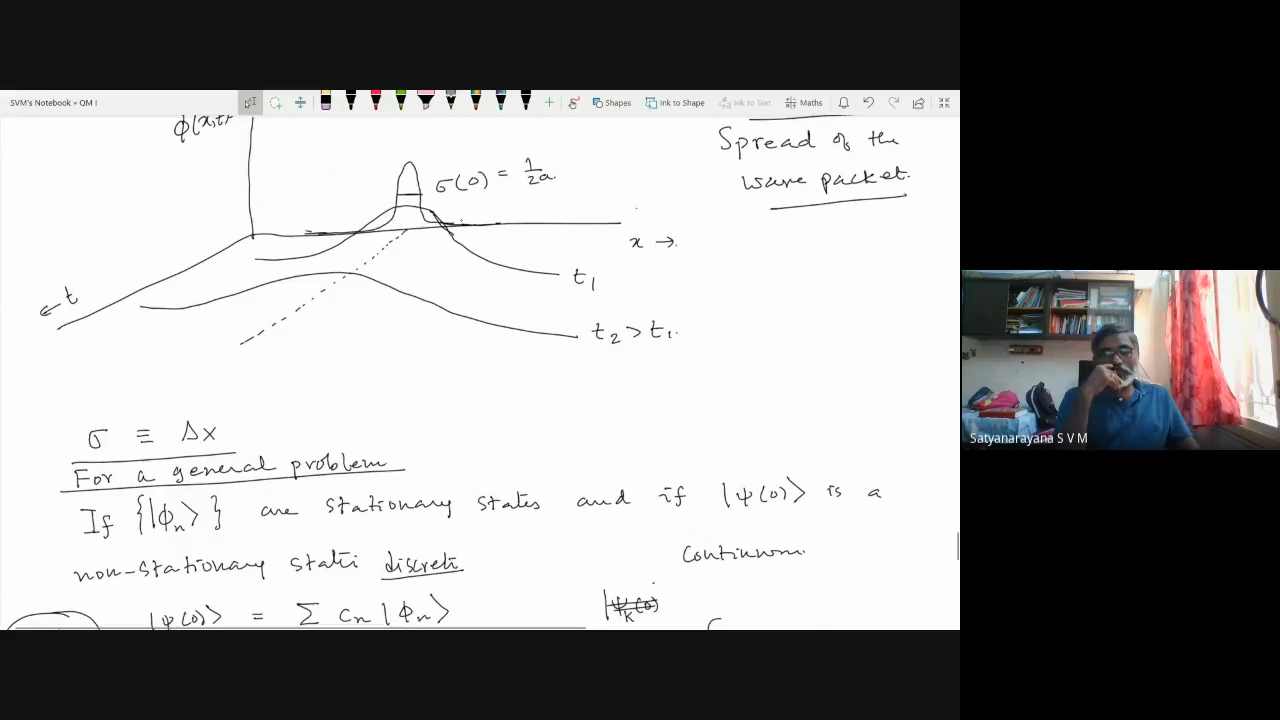 SVM's Notebook » QM I
Shapes
Ink to Shape
Ink to Text
Maths
ϕ(x,t)
Spread of the
wave packet.
σ(0) = 1/2a
x →
t₁
← t
t₂ > t₁.
σ ≡ Δx
For a general problem
If {|ϕₙ⟩} are stationary states and if |ψ(0)⟩ is a
non-stationary state discrete
continuum.
|ψ(0)⟩ = Σ cₙ |ϕₙ⟩
|ψₖ(0)⟩
Satyanarayana S V M